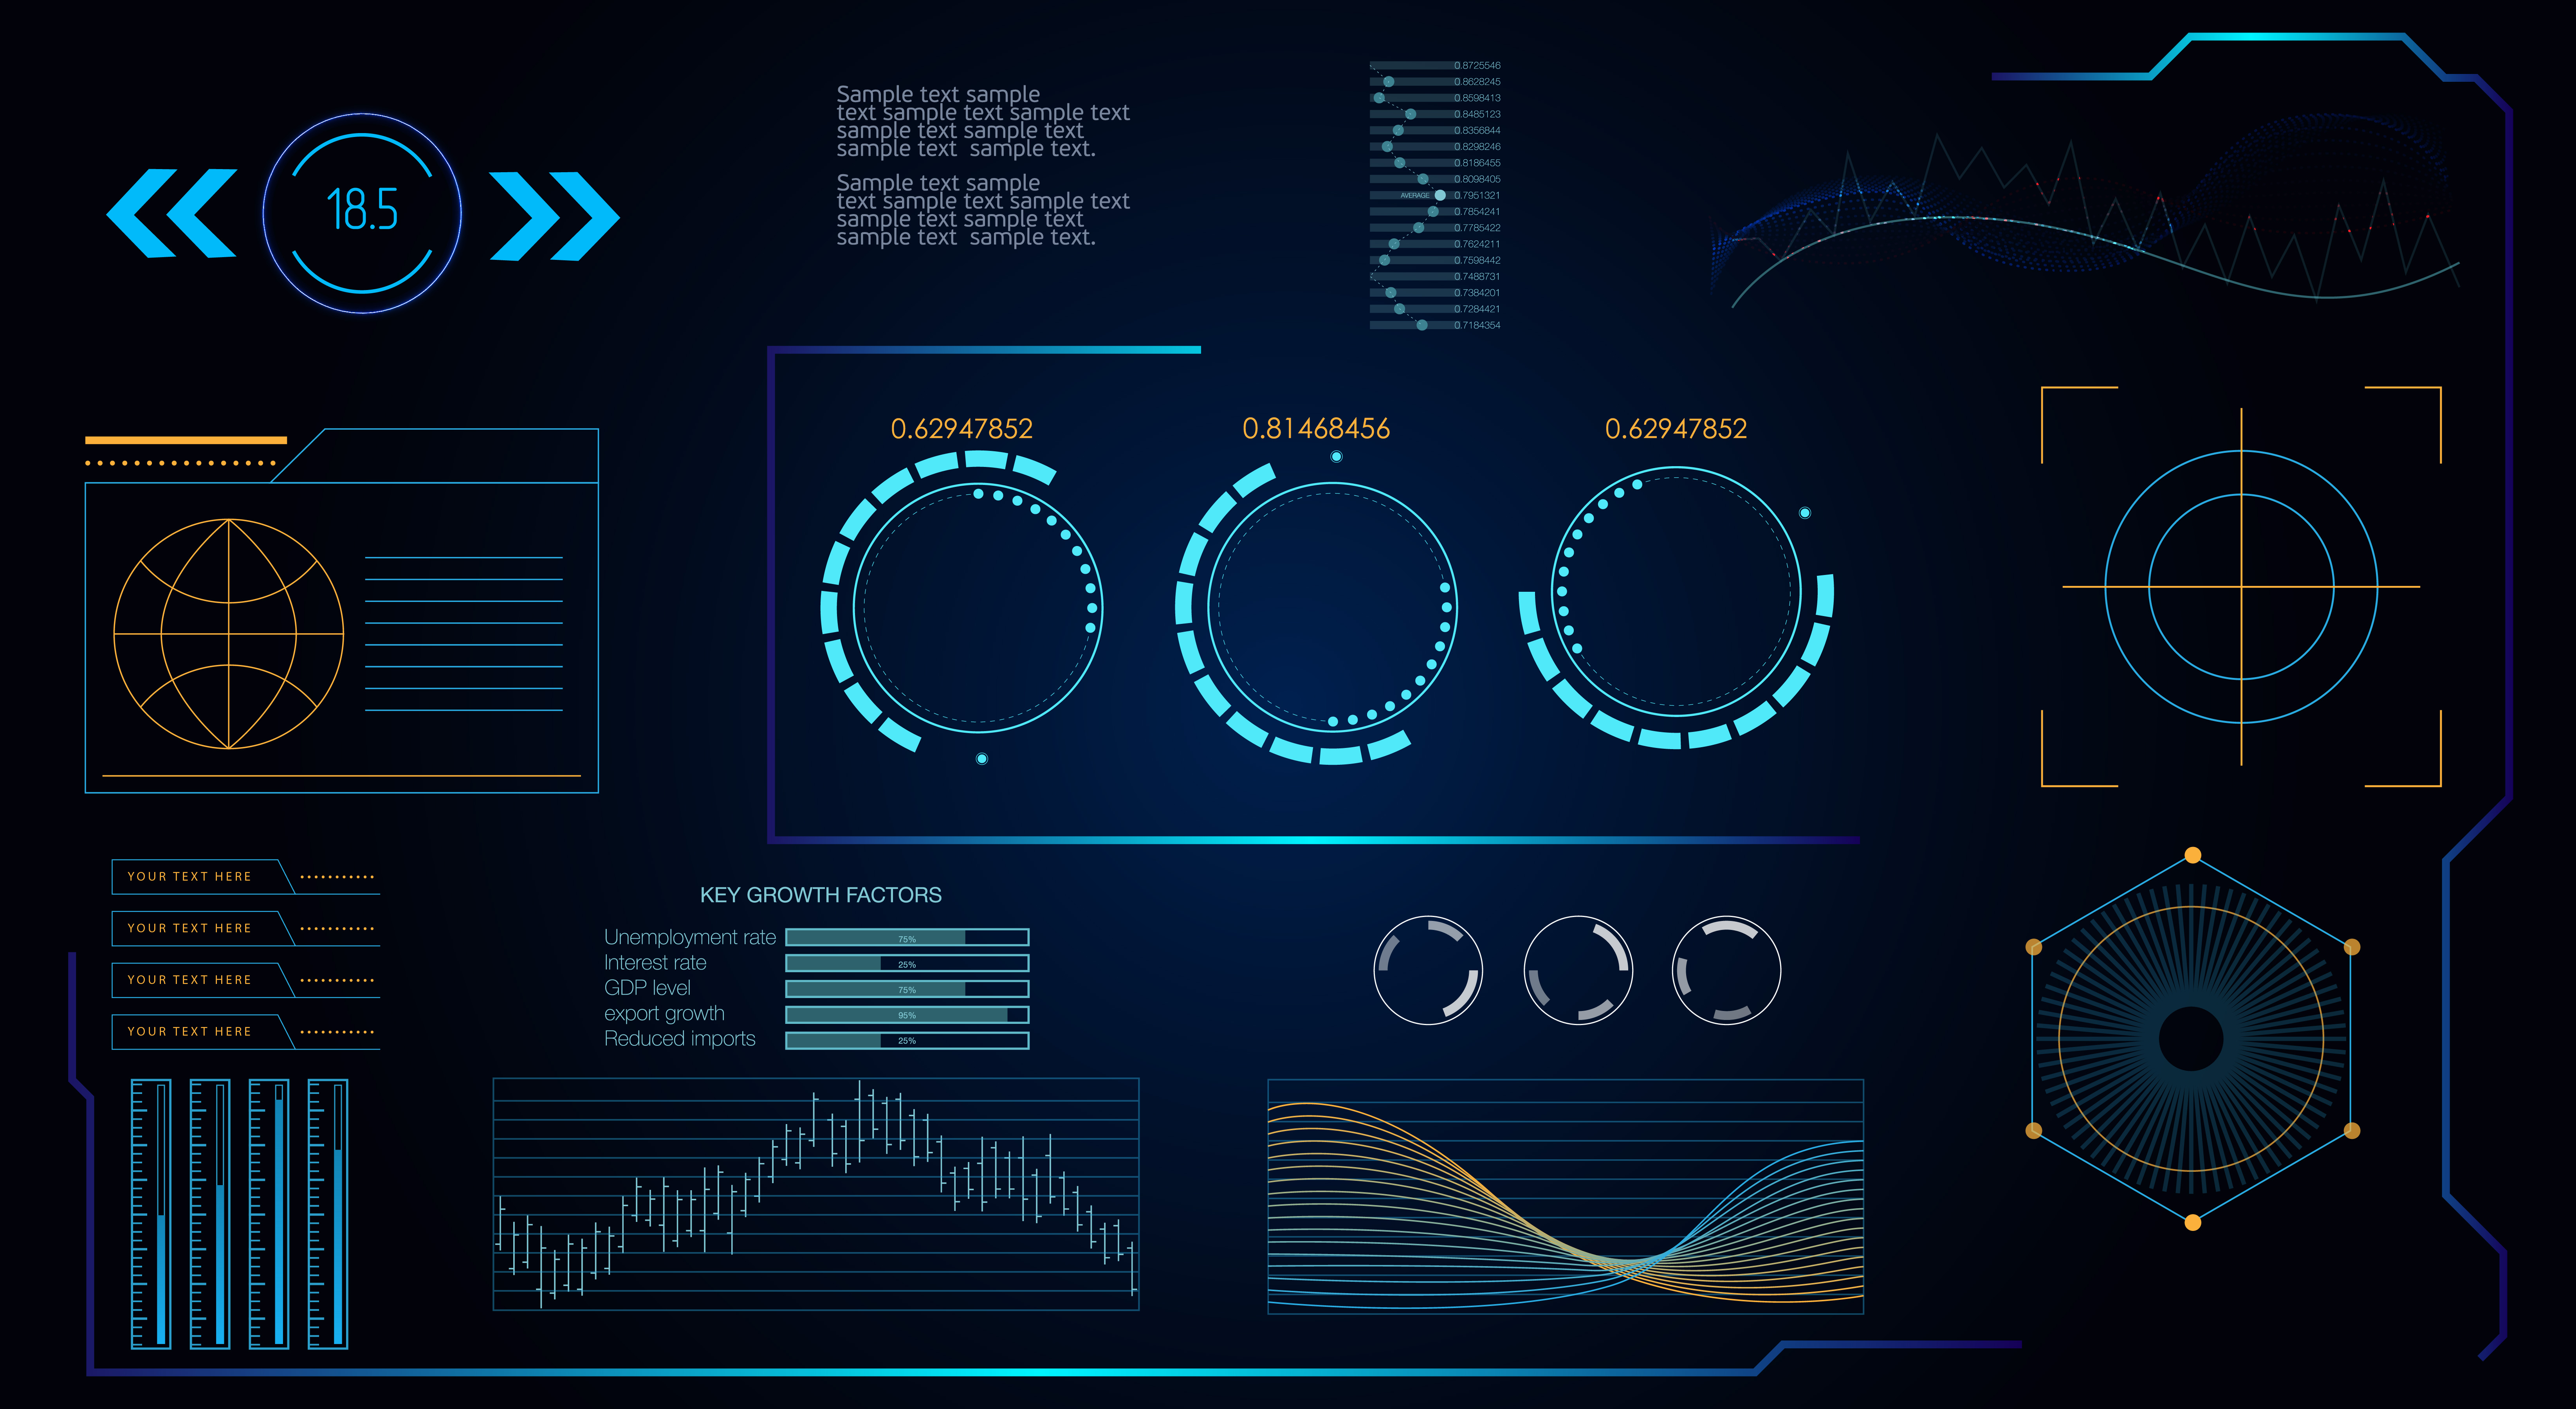 18.5
Sample text sample
text sample text sample text
sample text sample text
sample text  sample text.
Sample text sample
text sample text sample text
sample text sample text
sample text  sample text.
0.8725546
0.8628245
0.8598413
0.8485123
0.8356844
0.8298246
0.8186455
0.8098405
AVERAGE 0.7951321
0.7854241
0.7785422
0.7624211
0.7598442
0.7488731
0.7384201
0.7284421
0.7184354
0.62947852
0.81468456
0.62947852
YOUR TEXT HERE
YOUR TEXT HERE
YOUR TEXT HERE
YOUR TEXT HERE
KEY GROWTH FACTORS
Unemployment rate 75%
Interest rate 25%
GDP level 75%
export growth 95%
Reduced imports 25%